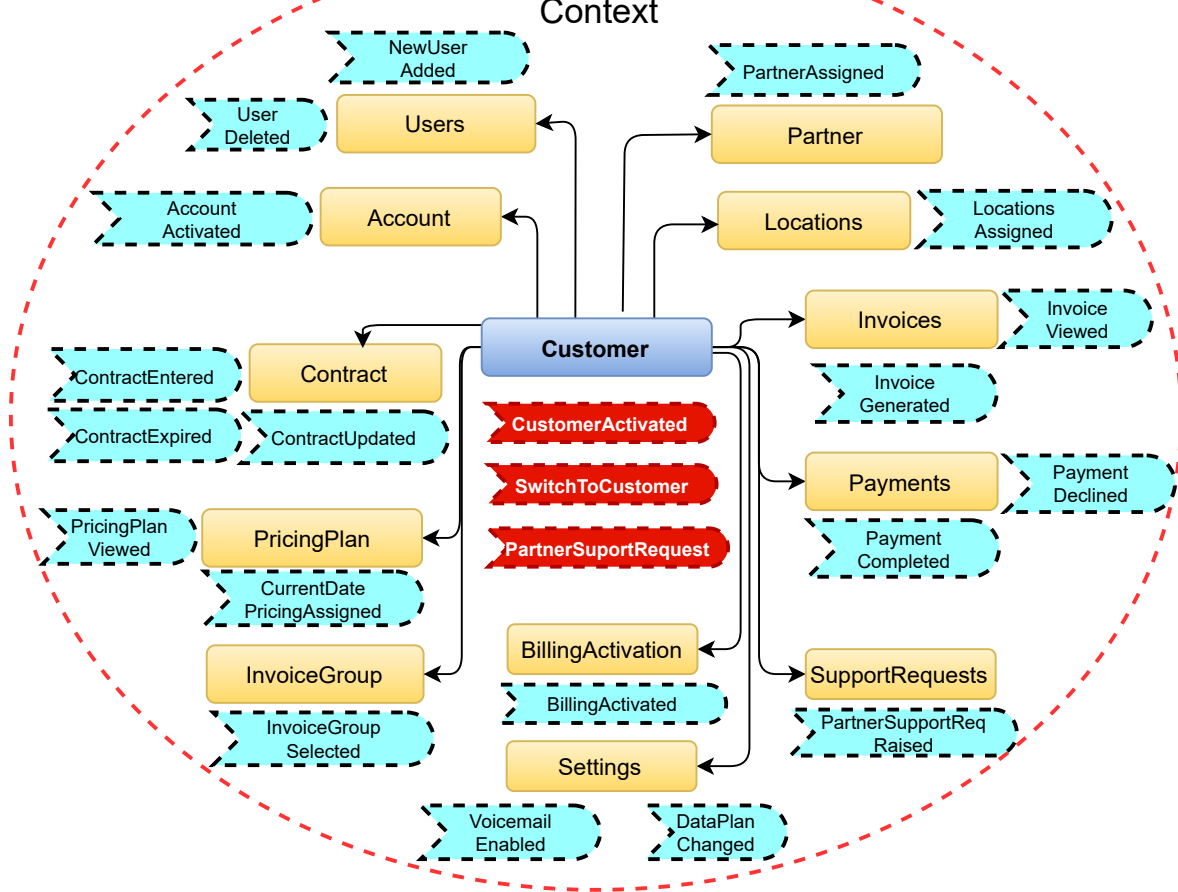 Context
NewUser
Added
PartnerAssigned
User
Deleted
Users
Partner
Account
Activated
Account
Locations
Locations
Assigned
Invoices
Invoice
Viewed
Customer
ContractEntered
Contract
Invoice
Generated
CustomerActivated
ContractExpired
ContractUpdated
SwitchToCustomer
Payments
Payment
Declined
PricingPlan
Viewed
PricingPlan
PartnerSuportRequest
Payment
Completed
CurrentDate
PricingAssigned
BillingActivation
InvoiceGroup
SupportRequests
BillingActivated
InvoiceGroup
Selected
PartnerSupportReq
Raised
Settings
Voicemail
Enabled
DataPlan
Changed